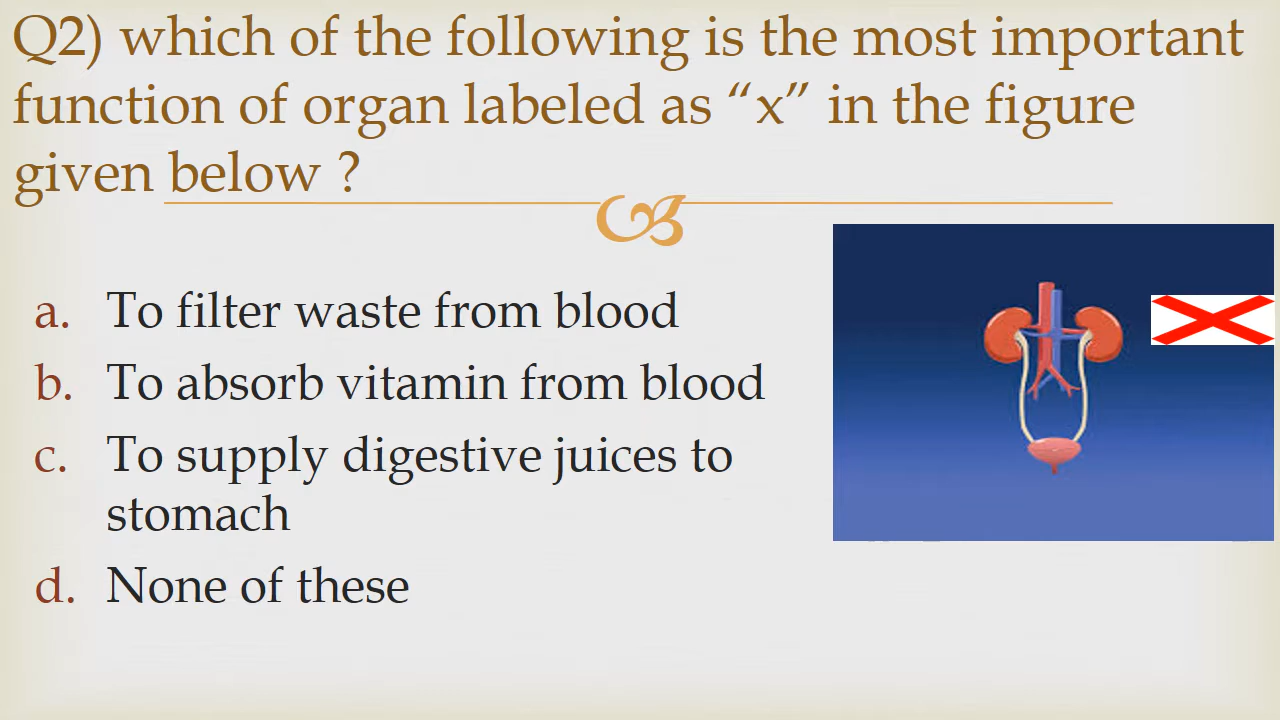 Q2) which of the following is the most important
function of organ labeled as “x” in the figure
given below ?
a. To filter waste from blood
b. To absorb vitamin from blood
c. To supply digestive juices to
stomach
d. None of these